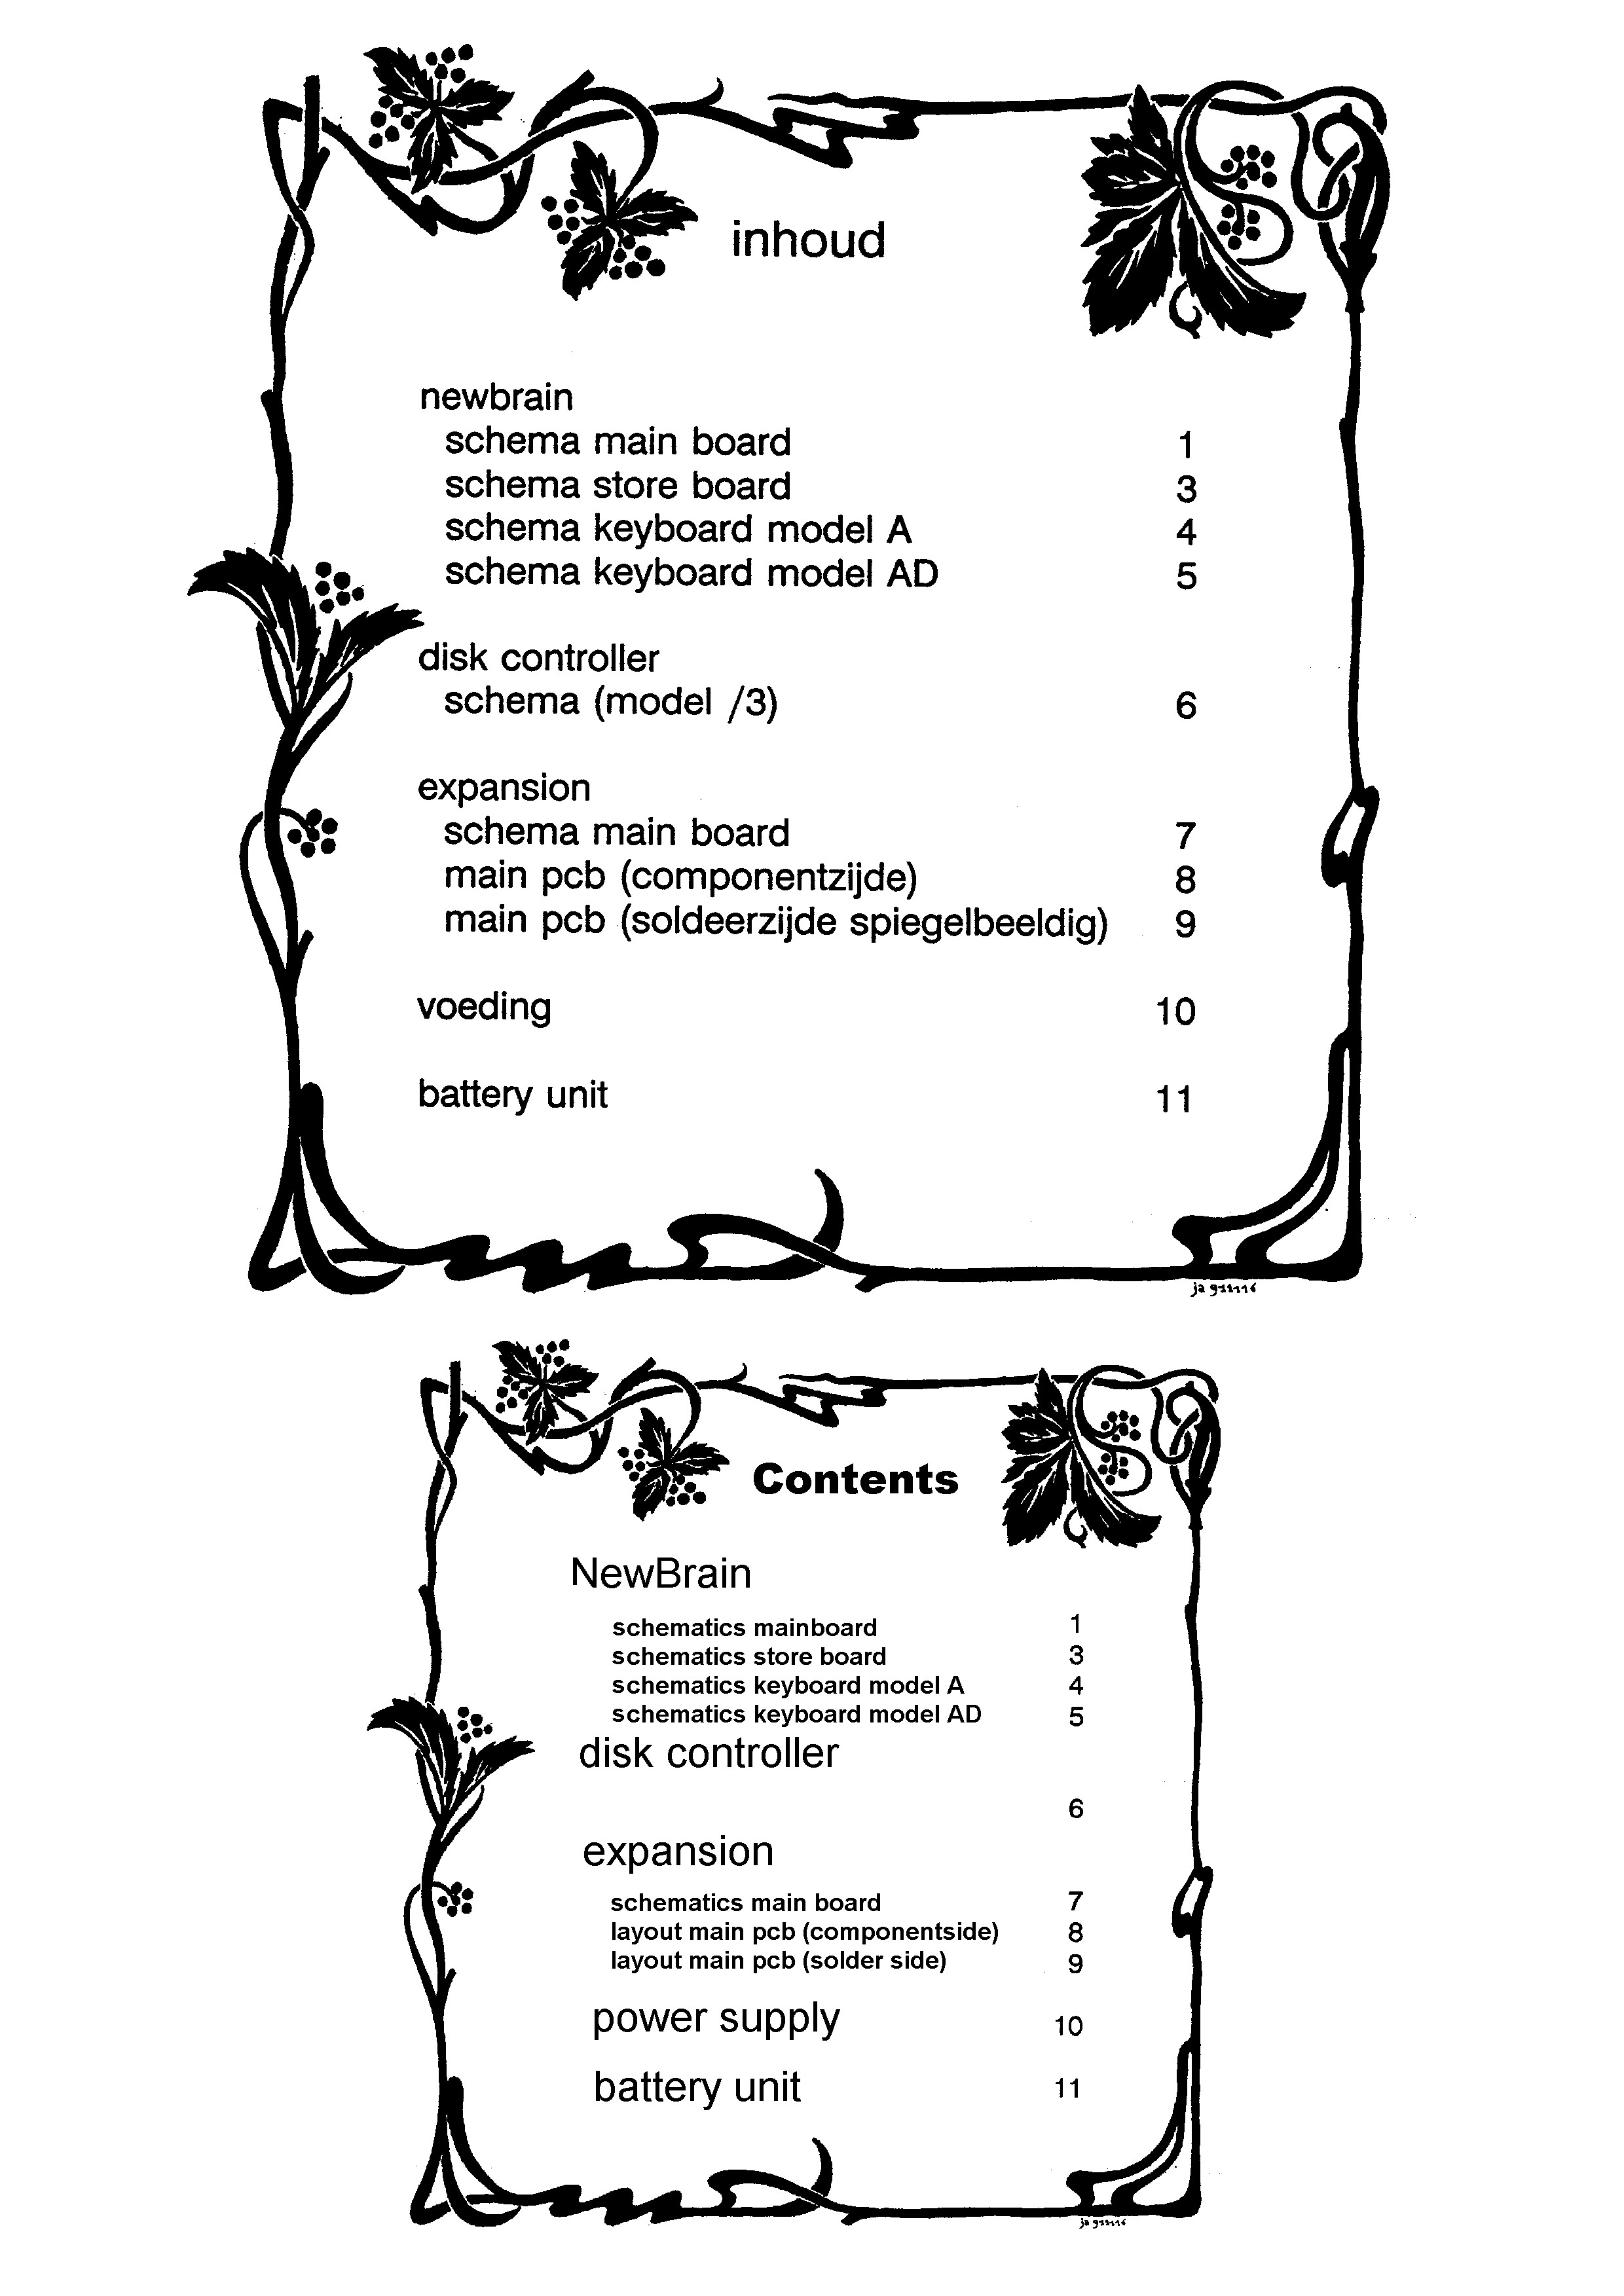 inhoud
newbrain
schema main board 1
schema store board 3
schema keyboard model A 4
schema keyboard model AD 5
disk controller
schema (model /3) 6
expansion
schema main board 7
main pcb (componentzijde) 8
main pcb (soldeerzijde spiegelbeeldig) 9
voeding 10
battery unit 11
ja
Contents
NewBrain
schematics mainboard 1
schematics store board 3
schematics keyboard model A 4
schematics keyboard model AD 5
disk controller
6
expansion
schematics main board 7
layout main pcb (componentside) 8
layout main pcb (solder side) 9
power supply 10
battery unit 11
ja